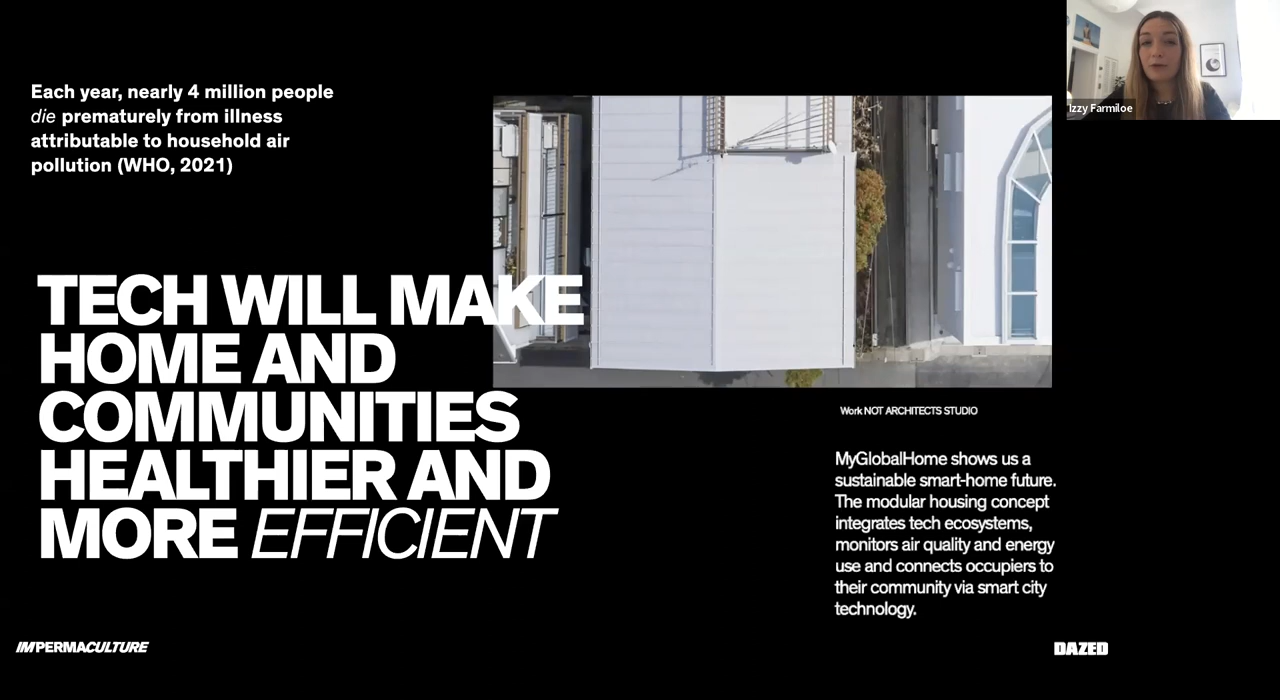 Each year, nearly 4 million people
die prematurely from illness
attributable to household air
pollution (WHO, 2021)
Izzy Farmiloe
TECH WILL MAKE
HOME AND
COMMUNITIES
HEALTHIER AND
MORE EFFICIENT
Work NOT ARCHITECTS STUDIO
MyGlobalHome shows us a
sustainable smart-home future.
The modular housing concept
integrates tech ecosystems,
monitors air quality and energy
use and connects occupiers to
their community via smart city
technology.
IMPERMACULTURE
DAZED